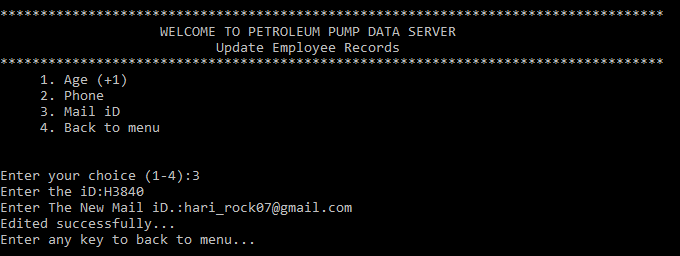 ***********************************************************************************
WELCOME TO PETROLEUM PUMP DATA SERVER
Update Employee Records
***********************************************************************************
1. Age (+1)
2. Phone
3. Mail iD
4. Back to menu
Enter your choice (1-4):3
Enter the iD:H3840
Enter The New Mail iD.:hari_rock07@gmail.com
Edited successfully...
Enter any key to back to menu...